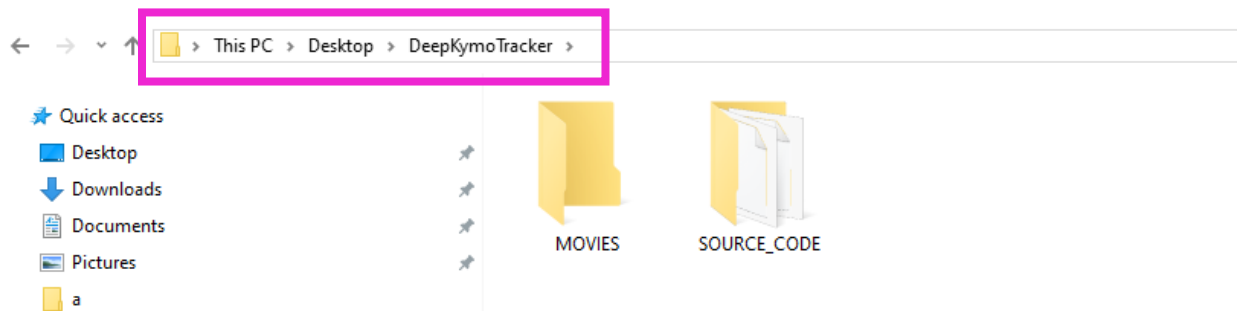 This PC > Desktop > DeepKymoTracker >
Quick access
Desktop
Downloads
Documents
Pictures
a
MOVIES
SOURCE_CODE